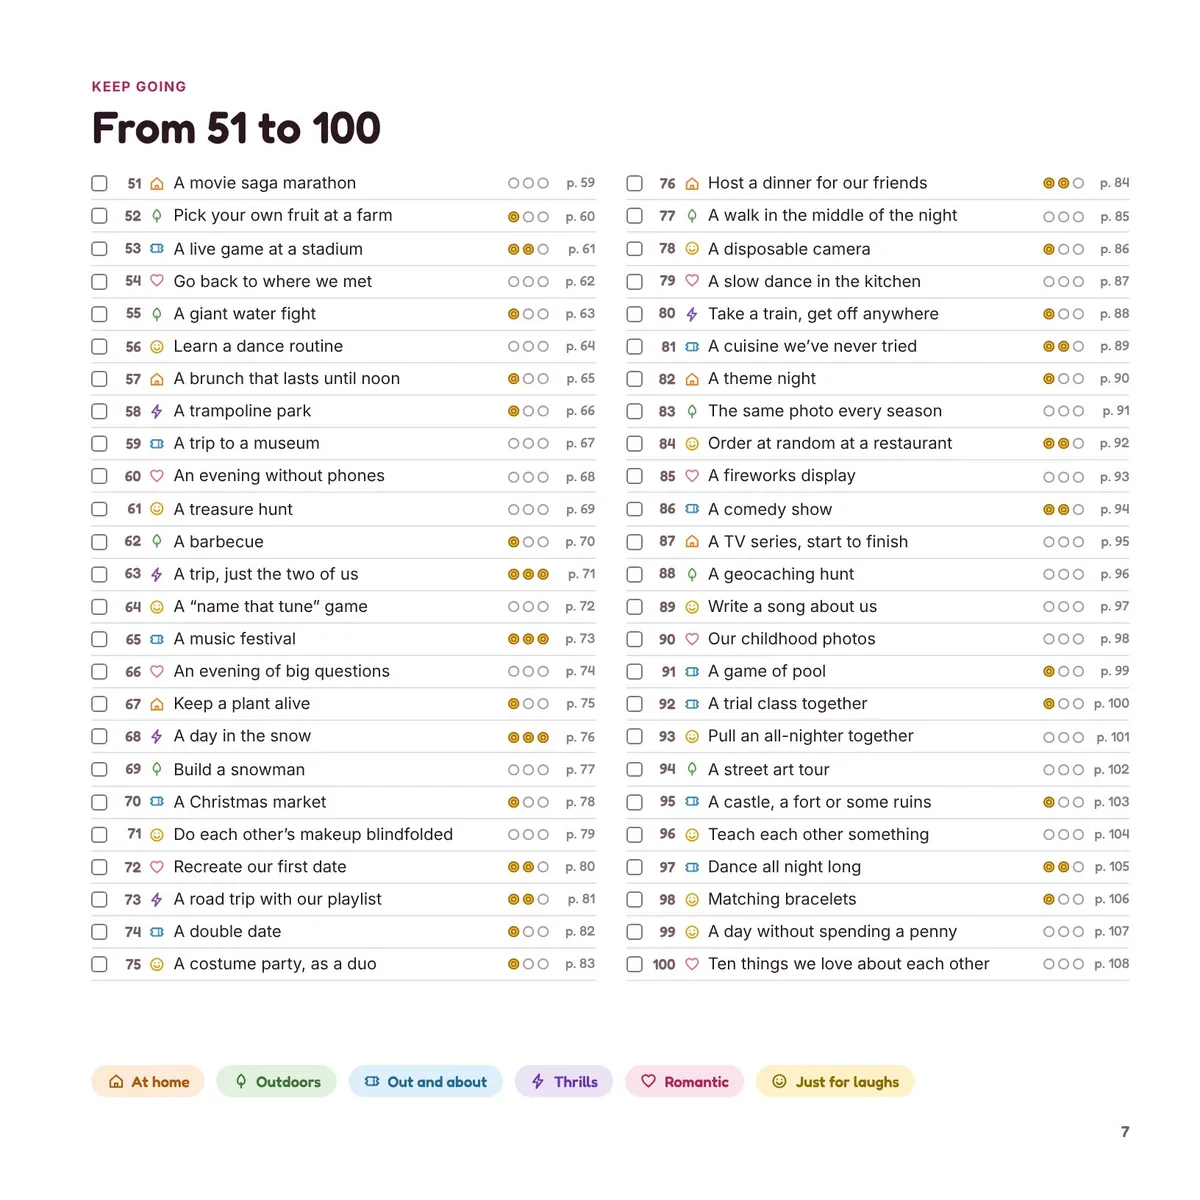 KEEP GOING
From 51 to 100
51 A movie saga marathon p. 59
52 Pick your own fruit at a farm p. 60
53 A live game at a stadium p. 61
54 Go back to where we met p. 62
55 A giant water fight p. 63
56 Learn a dance routine p. 64
57 A brunch that lasts until noon p. 65
58 A trampoline park p. 66
59 A trip to a museum p. 67
60 An evening without phones p. 68
61 A treasure hunt p. 69
62 A barbecue p. 70
63 A trip, just the two of us p. 71
64 A “name that tune” game p. 72
65 A music festival p. 73
66 An evening of big questions p. 74
67 Keep a plant alive p. 75
68 A day in the snow p. 76
69 Build a snowman p. 77
70 A Christmas market p. 78
71 Do each other’s makeup blindfolded p. 79
72 Recreate our first date p. 80
73 A road trip with our playlist p. 81
74 A double date p. 82
75 A costume party, as a duo p. 83
76 Host a dinner for our friends p. 84
77 A walk in the middle of the night p. 85
78 A disposable camera p. 86
79 A slow dance in the kitchen p. 87
80 Take a train, get off anywhere p. 88
81 A cuisine we’ve never tried p. 89
82 A theme night p. 90
83 The same photo every season p. 91
84 Order at random at a restaurant p. 92
85 A fireworks display p. 93
86 A comedy show p. 94
87 A TV series, start to finish p. 95
88 A geocaching hunt p. 96
89 Write a song about us p. 97
90 Our childhood photos p. 98
91 A game of pool p. 99
92 A trial class together p. 100
93 Pull an all-nighter together p. 101
94 A street art tour p. 102
95 A castle, a fort or some ruins p. 103
96 Teach each other something p. 104
97 Dance all night long p. 105
98 Matching bracelets p. 106
99 A day without spending a penny p. 107
100 Ten things we love about each other p. 108
At home Outdoors Out and about Thrills Romantic Just for laughs
7